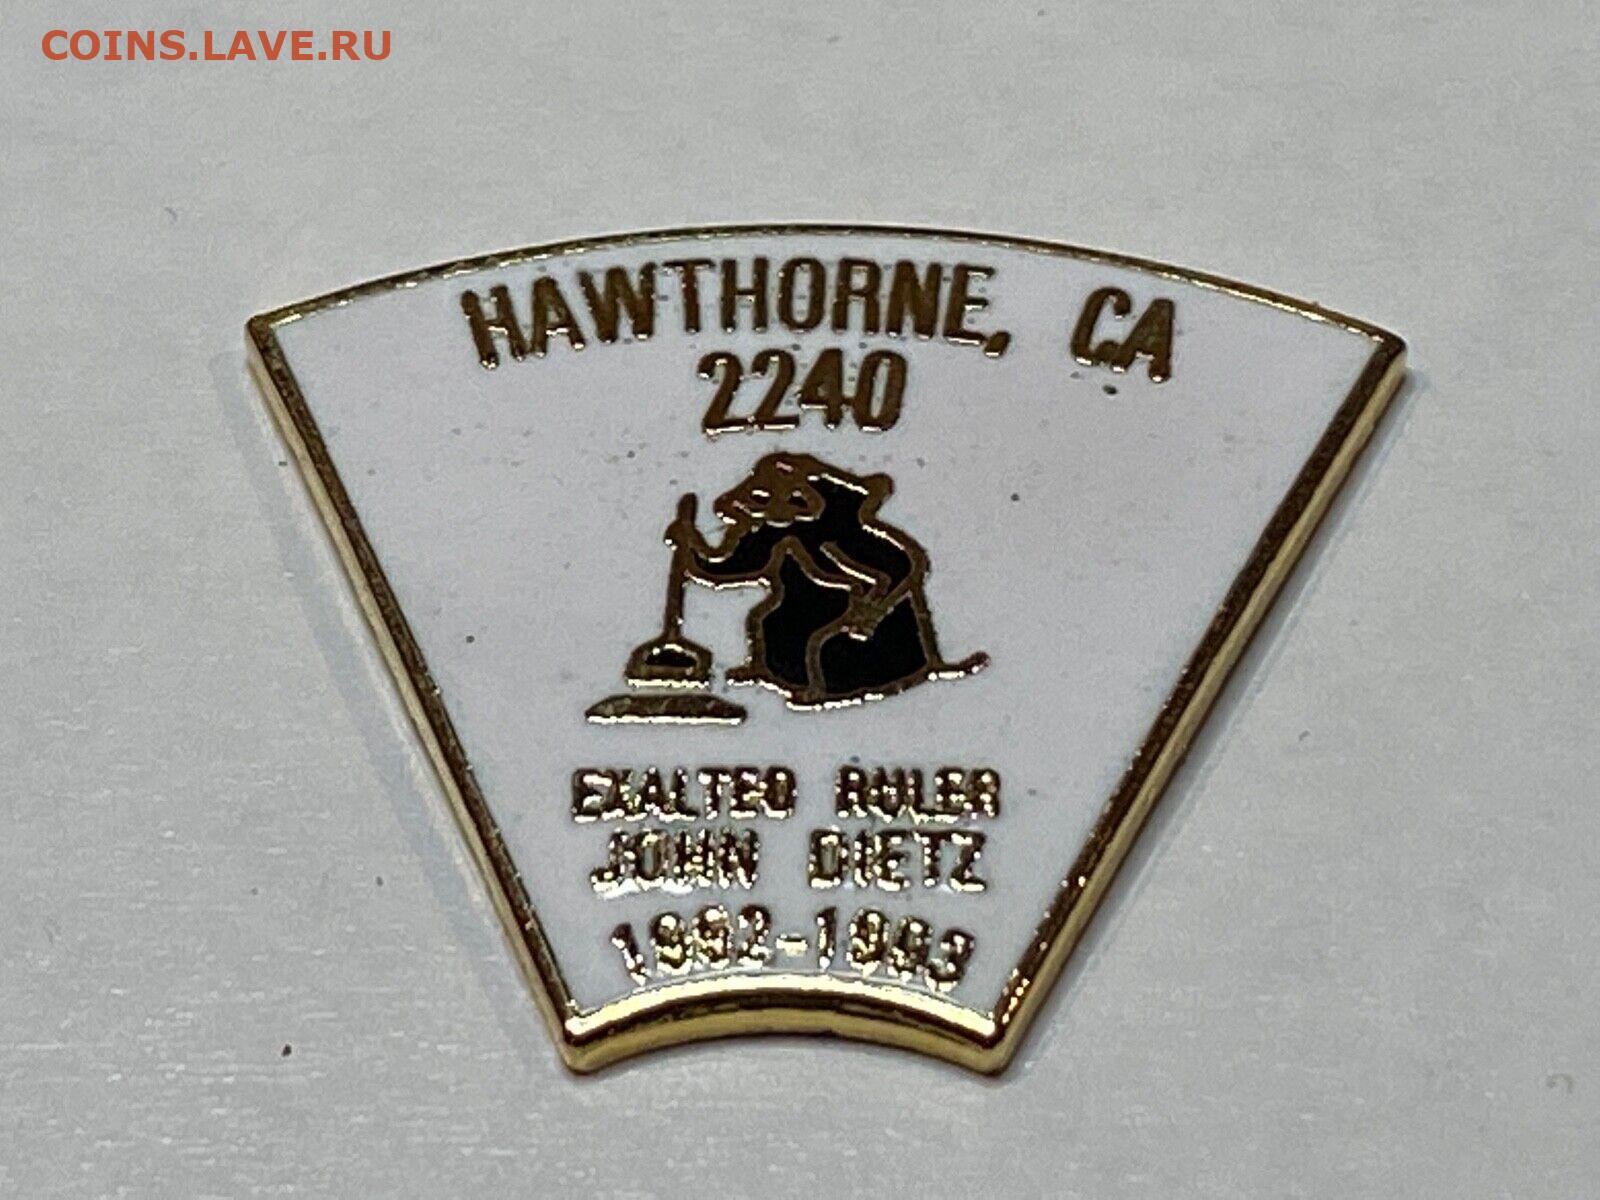 COINS.LAVE.RU
HAWTHORNE, CA
2240
EXALTED RULER
JOHN DIETZ
1992-1993